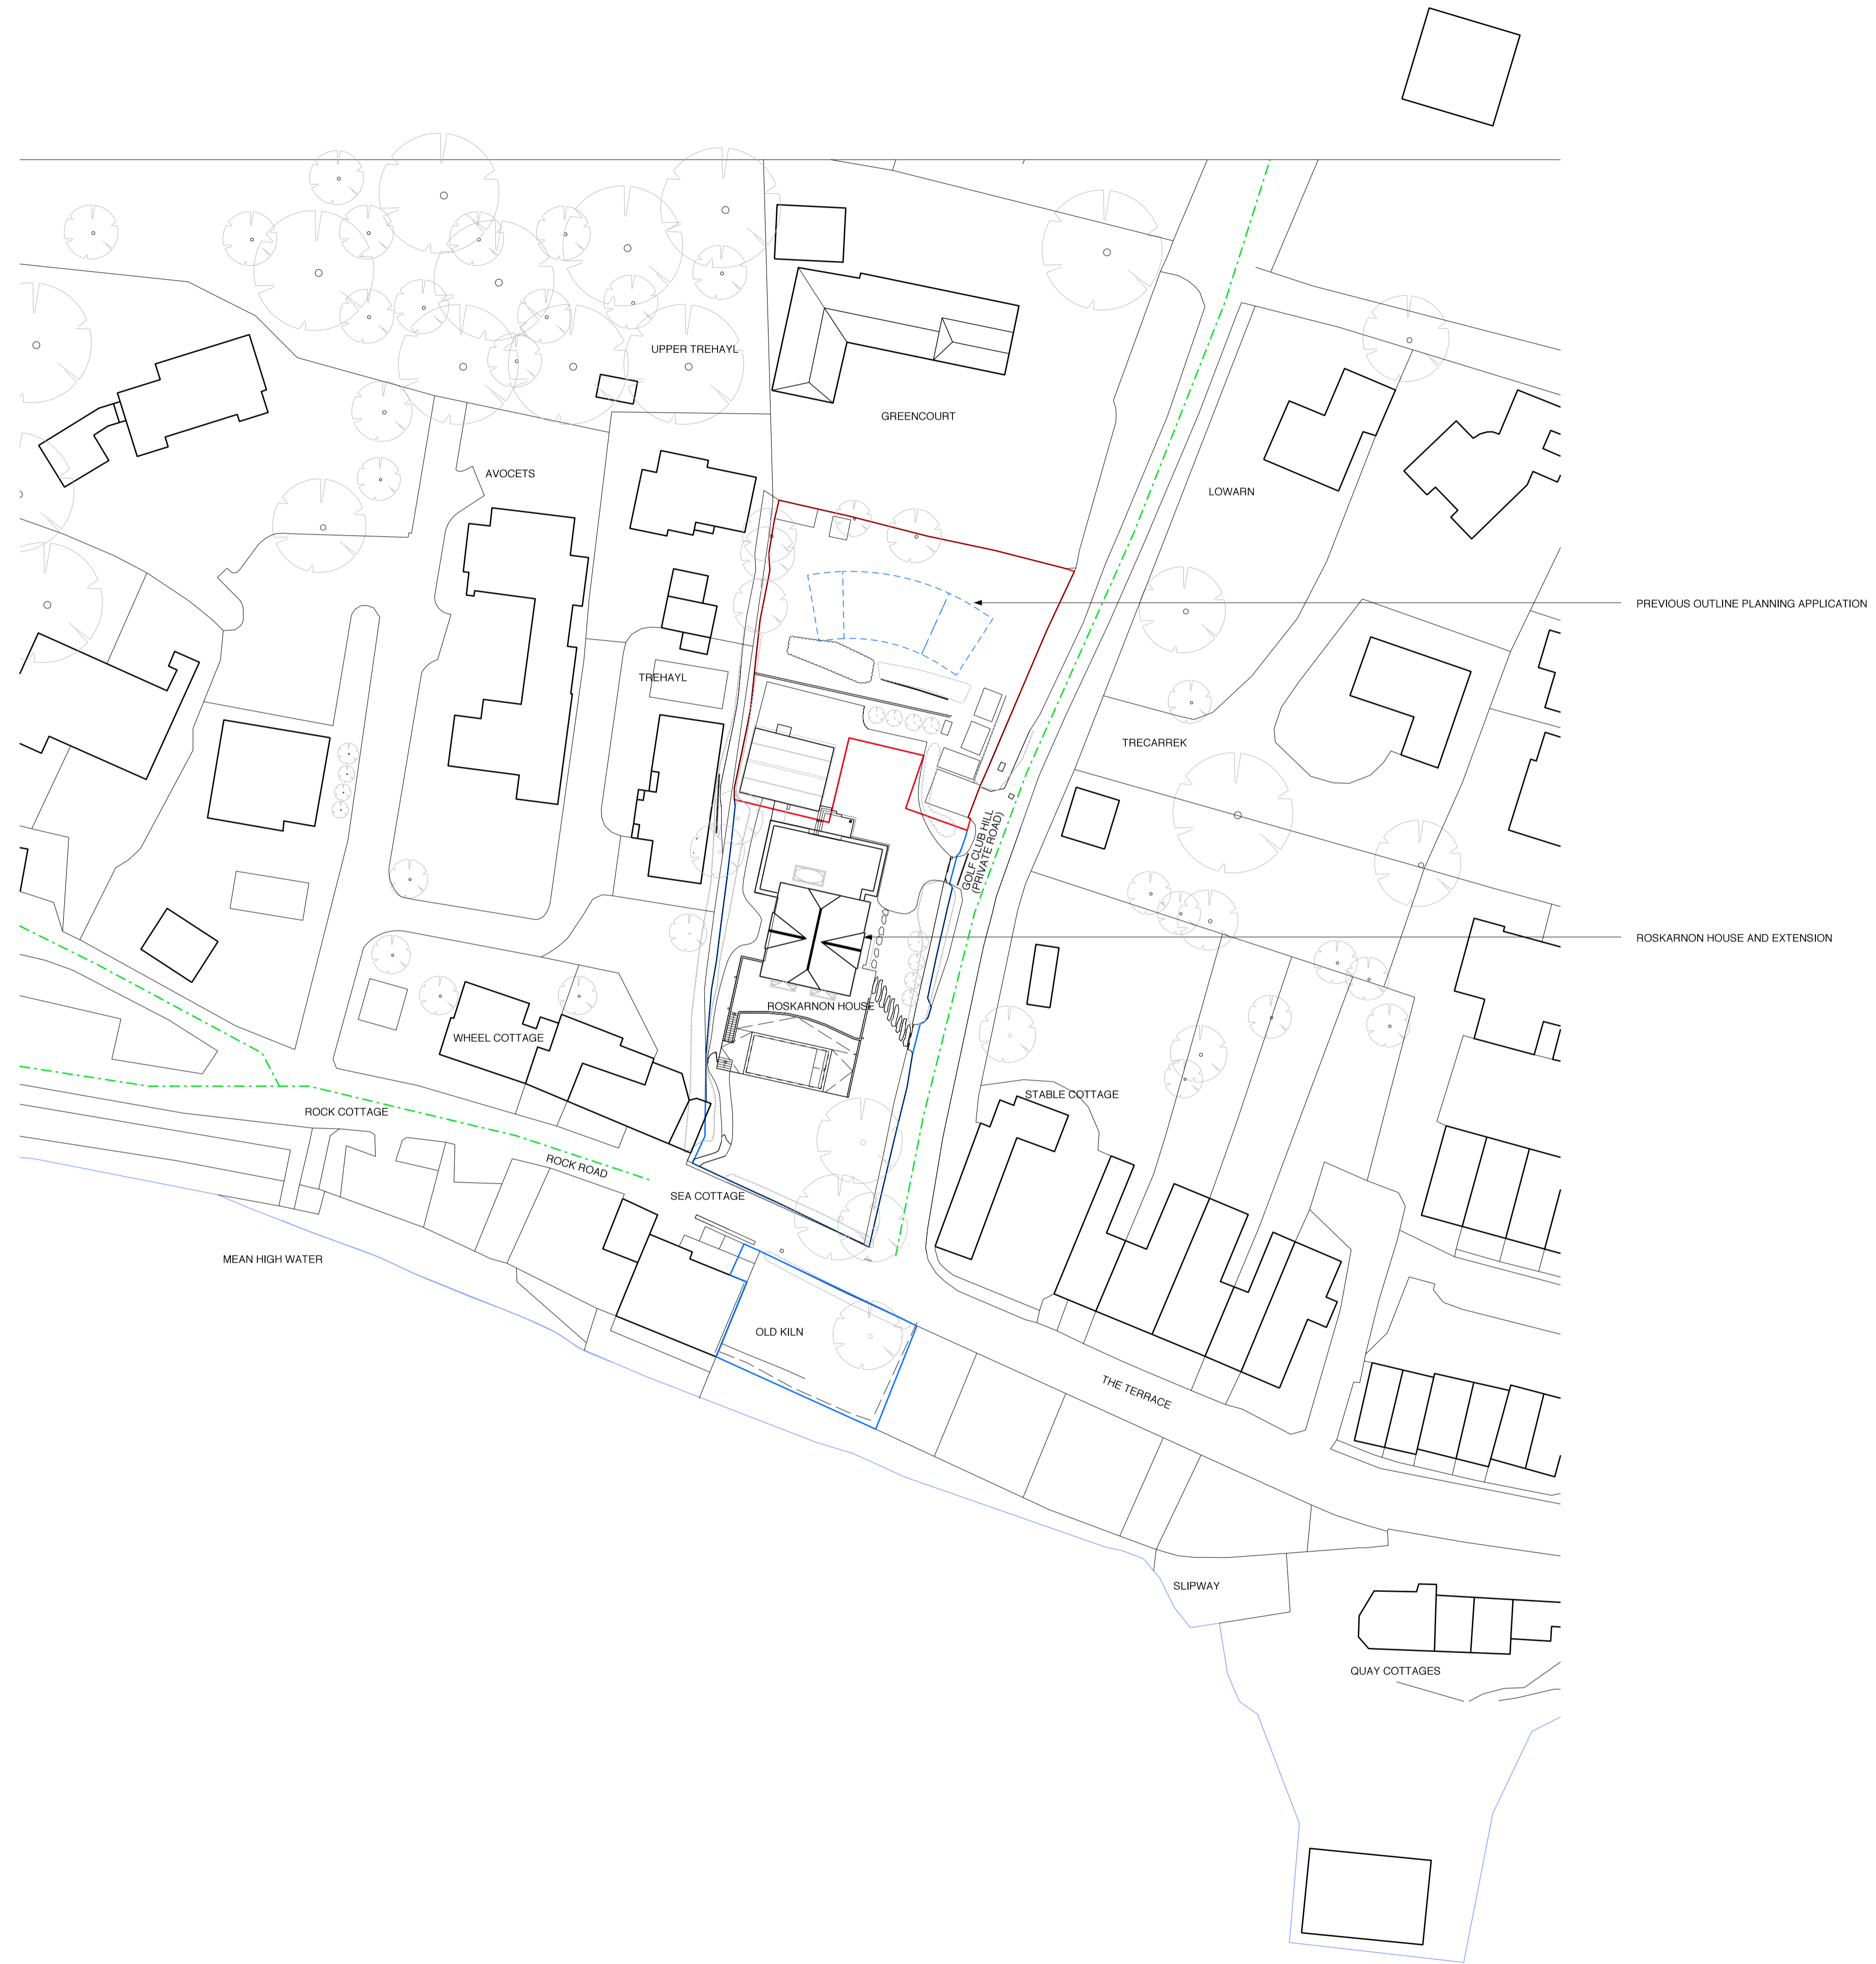 UPPER TREHAYL
GREENCOURT
AVOCETS
LOWARN
PREVIOUS OUTLINE PLANNING APPLICATION
TREHAYL
TRECARREK
GOLF CLUB HILL
(PRIVATE ROAD)
ROSKARNON HOUSE AND EXTENSION
ROSKARNON HOUSE
WHEEL COTTAGE
STABLE COTTAGE
ROCK COTTAGE
ROCK ROAD
SEA COTTAGE
MEAN HIGH WATER
OLD KILN
THE TERRACE
SLIPWAY
QUAY COTTAGES